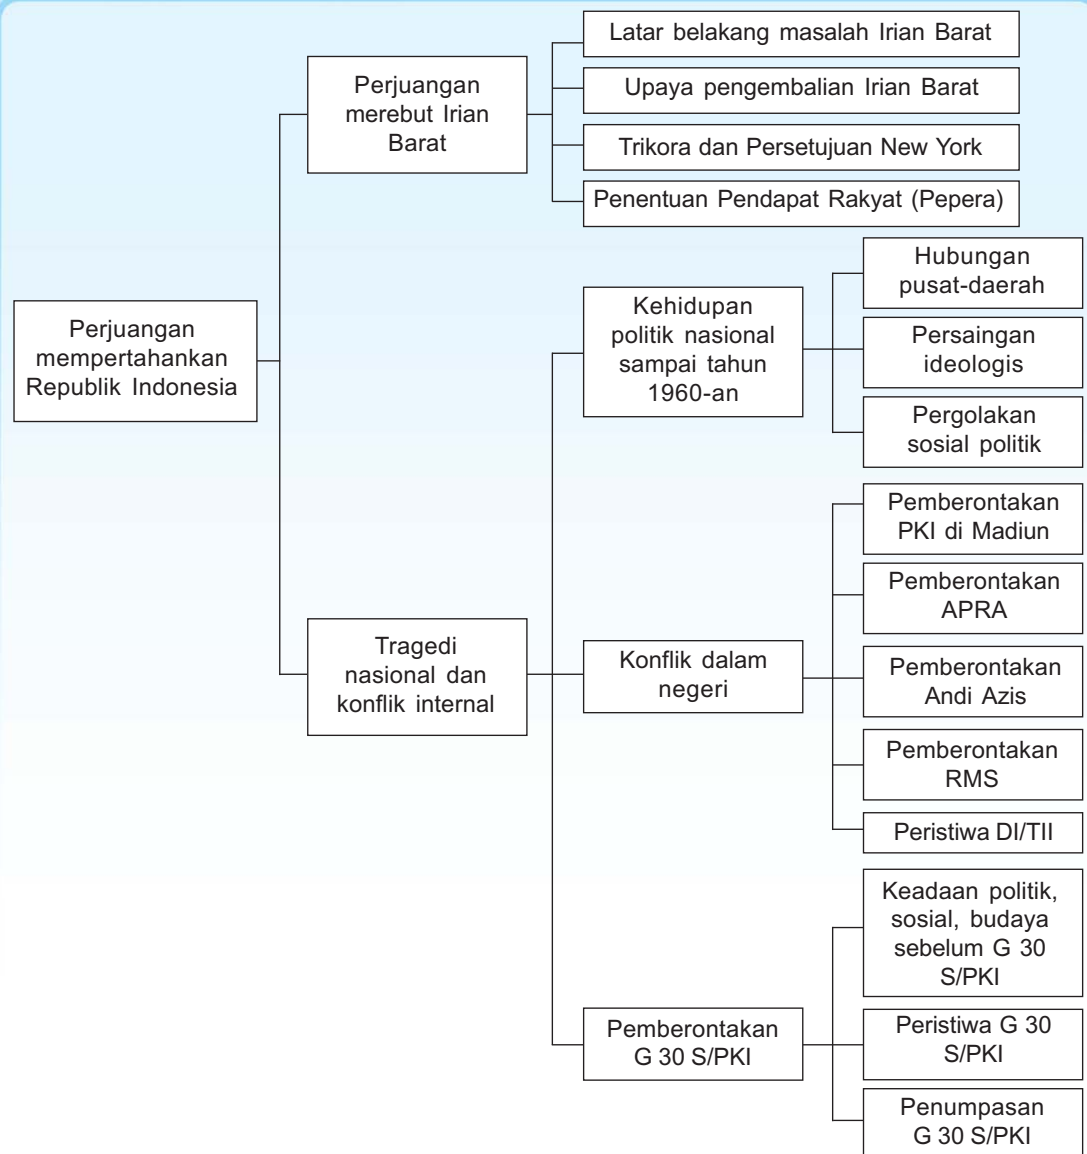 Perjuangan
mempertahankan
Republik Indonesia
Perjuangan
merebut Irian
Barat
Latar belakang masalah Irian Barat
Upaya pengembalian Irian Barat
Trikora dan Persetujuan New York
Penentuan Pendapat Rakyat (Pepera)
Tragedi
nasional dan
konflik internal
Kehidupan
politik nasional
sampai tahun
1960-an
Hubungan
pusat-daerah
Persaingan
ideologis
Pergolakan
sosial politik
Konflik dalam
negeri
Pemberontakan
PKI di Madiun
Pemberontakan
APRA
Pemberontakan
Andi Azis
Pemberontakan
RMS
Peristiwa DI/TII
Pemberontakan
G 30 S/PKI
Keadaan politik,
sosial, budaya
sebelum G 30
S/PKI
Peristiwa G 30
S/PKI
Penumpasan
G 30 S/PKI